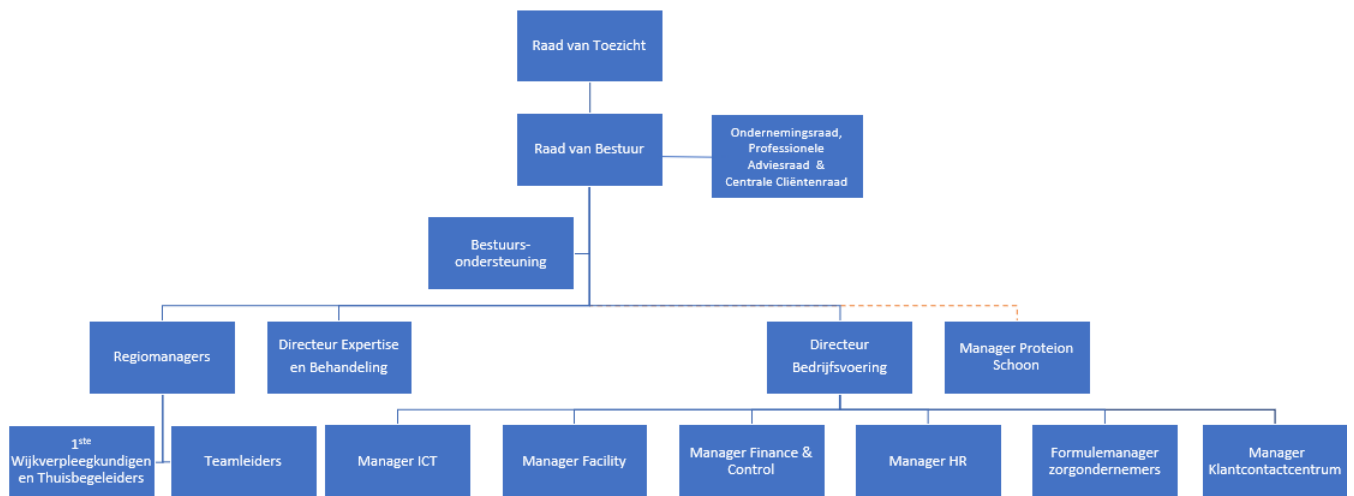 Raad van Toezicht
Raad van Bestuur
Ondernemingsraad,
Professionele
Adviesraad &
Centrale Cliëntenraad
Bestuurs-
ondersteuning
Regiomanagers
Directeur Expertise
en Behandeling
Directeur
Bedrijfsvoering
Manager Proteion
Schoon
1ste
Wijkverpleegkundigen
en Thuisbegeleiders
Teamleiders
Manager ICT
Manager Facility
Manager Finance &
Control
Manager HR
Formulemanager
zorgondernemers
Manager
Klantcontactcentrum